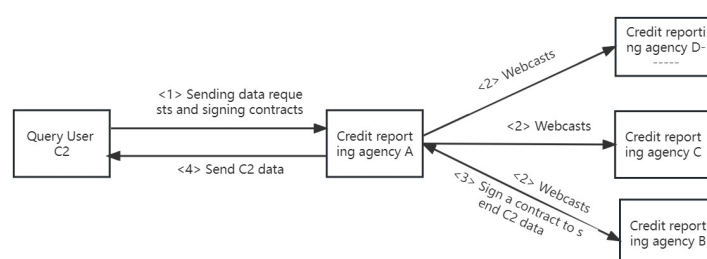 Credit reporti
ng agency D-
-----
<2> Webcasts
<1> Sending data reque
sts and signing contracts
Query User
C2
Credit report
ing agency A
<2> Webcasts
Credit report
ing agency C
<4> Send C2 data
<2> Webcasts
<3> Sign a contract to s
end C2 data
Credit report
ing agency B